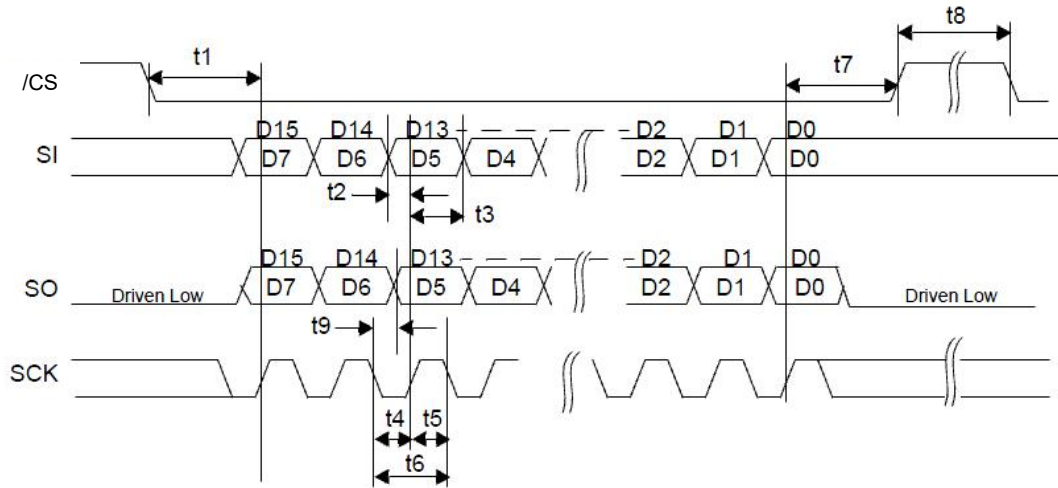 t8
t1
t7
/CS
D15 D14 D13 D2 D1 D0
SI
D7 D6 D5 D4 D2 D1 D0
t2
t3
D15 D14 D13 D2 D1 D0
SO
Driven Low D7 D6 D5 D4 D2 D1 D0 Driven Low
t9
SCK
t4 t5
t6